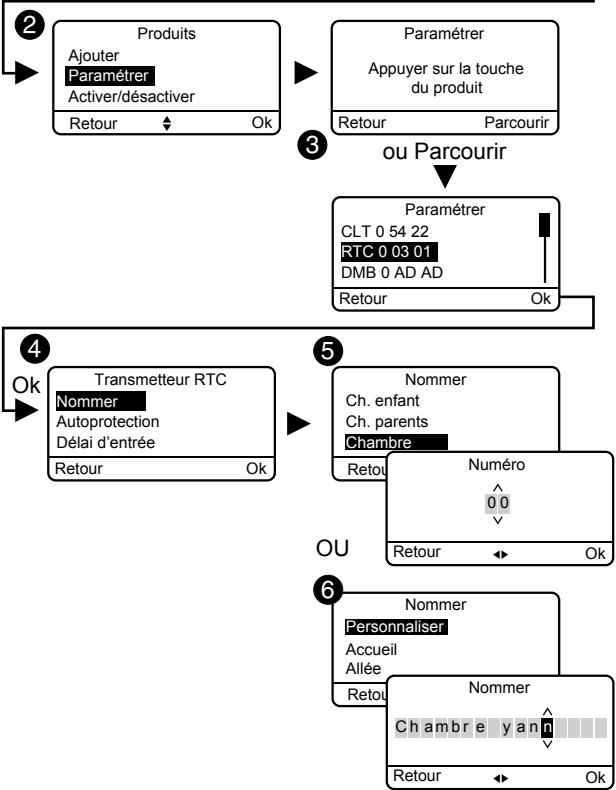 2
Produits
Ajouter
Paramétrer
Activer/désactiver
Retour Ok
Paramétrer
Appuyer sur la touche
du produit
Retour Parcourir
3
ou Parcourir
Paramétrer
CLT 0 54 22
RTC 0 03 01
DMB 0 AD AD
Retour Ok
4
Ok
Transmetteur RTC
Nommer
Autoprotection
Délai d'entrée
Retour Ok
5
Nommer
Ch. enfant
Ch. parents
Chambre
Retou
Numéro
00
Retour Ok
OU
6
Nommer
Personnaliser
Accueil
Allée
Retou
Nommer
Chambre yann
Retour Ok